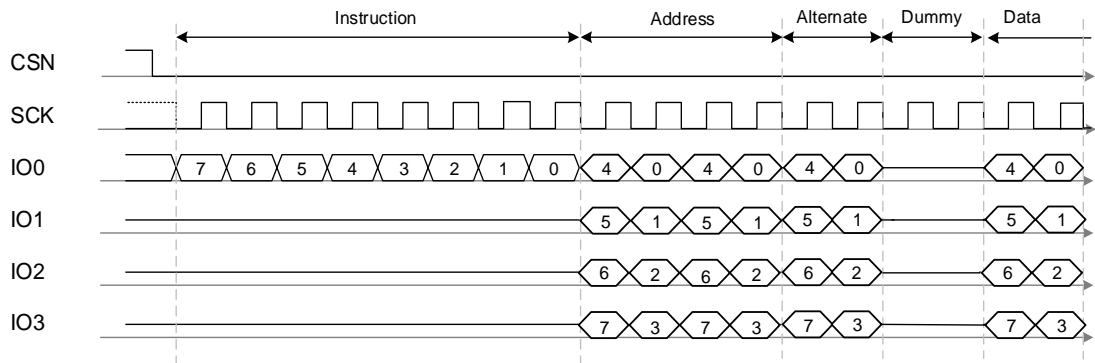 Instruction Address Alternate Dummy Data
CSN
SCK
IO0 7 6 5 4 3 2 1 0 4 0 4 0 4 0 4 0
IO1 5 1 5 1 5 1 5 1
IO2 6 2 6 2 6 2 6 2
IO3 7 3 7 3 7 3 7 3